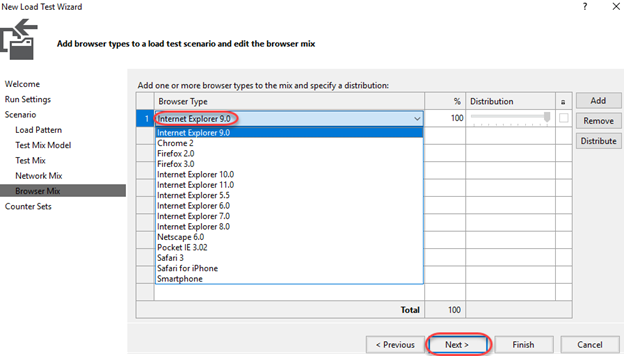 New Load Test Wizard
?
Add browser types to a load test scenario and edit the browser mix
Welcome
Run Settings
Scenario
Load Pattern
Test Mix Model
Test Mix
Network Mix
Browser Mix
Counter Sets
Add one or more browser types to the mix and specify a distribution:
Browser Type % Distribution
1 Internet Explorer 9.0 100
Internet Explorer 9.0
Chrome 2
Firefox 2.0
Firefox 3.0
Internet Explorer 10.0
Internet Explorer 11.0
Internet Explorer 5.5
Internet Explorer 6.0
Internet Explorer 7.0
Internet Explorer 8.0
Netscape 6.0
Pocket IE 3.02
Safari 3
Safari for iPhone
Smartphone
Total 100
Add
Remove
Distribute
< Previous Next > Finish Cancel